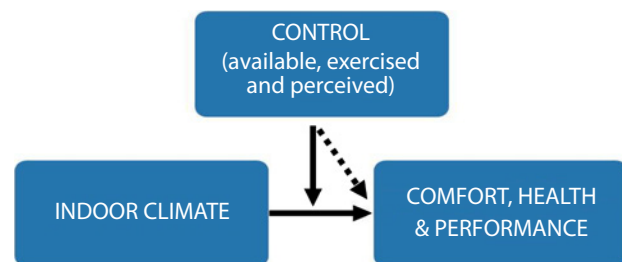 CONTROL
(available, exercised
and perceived)
INDOOR CLIMATE
COMFORT, HEALTH
& PERFORMANCE